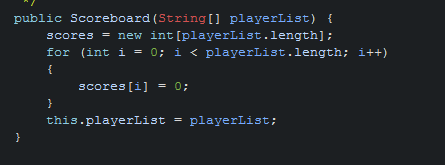 */
public Scoreboard(String[] playerList) {
    scores = new int[playerList.length];
    for (int i = 0; i < playerList.length; i++)
    {
        scores[i] = 0;
    }
    this.playerList = playerList;
}